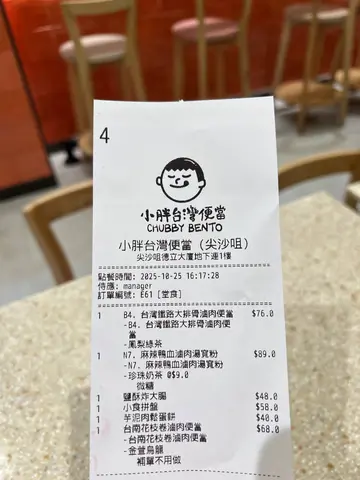 4
小胖台灣便當
CHUBBY BENTO
小胖台灣便當 (尖沙咀)
尖沙咀德立大廈地下連1樓
點餐時間: 2025-10-25 16:17:28
侍應: manager
訂單編號: E61 [堂食]
1 B4. 台灣鐵路大排骨滷肉便當 $76.0
-B4. 台灣鐵路大排骨滷肉便
當
-鳳梨綠茶
1 N7. 麻辣鴨血滷肉湯寬粉 $89.0
-N7. 麻辣鴨血滷肉湯寬粉
-珍珠奶茶 @$9.0
微糖
1 鹽酥炸大腸 $48.0
1 小食拼盤 $58.0
1 芋泥肉鬆蛋餅 $40.0
1 台南花枝卷滷肉便當 $68.0
-台南花枝卷滷肉便當
-金萱烏龍
補單不用做